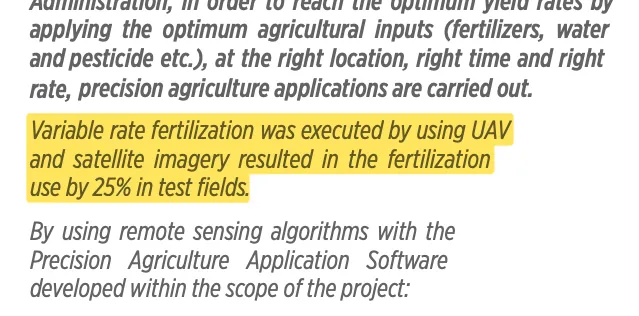 Administration, in order to reach the optimum yield rates by
applying the optimum agricultural inputs (fertilizers, water
and pesticide etc.), at the right location, right time and right
rate, precision agriculture applications are carried out.
Variable rate fertilization was executed by using UAV
and satellite imagery resulted in the fertilization
use by 25% in test fields.
By using remote sensing algorithms with the
Precision Agriculture Application Software
developed within the scope of the project: